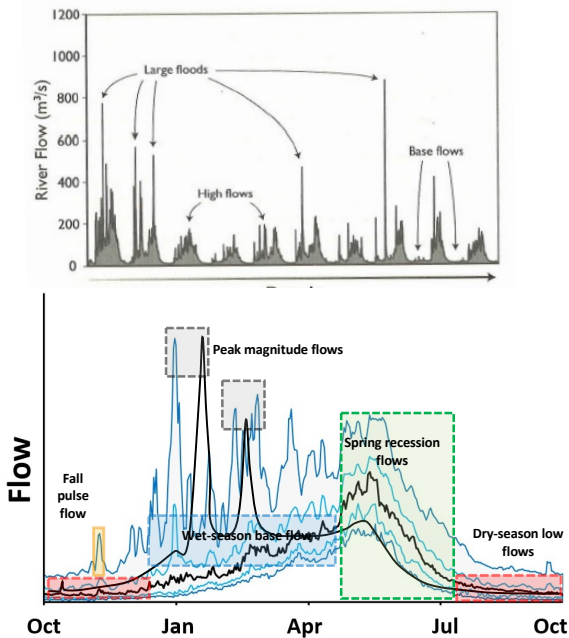 1200
1000
800
600
400
200
0
River Flow (m³/s)
Large floods
High flows
Base flows
Flow
Peak magnitude flows
Spring recession
flows
Fall
pulse
flow
Wet-season base flow
Dry-season low
flows
Oct
Jan
Apr
Jul
Oct